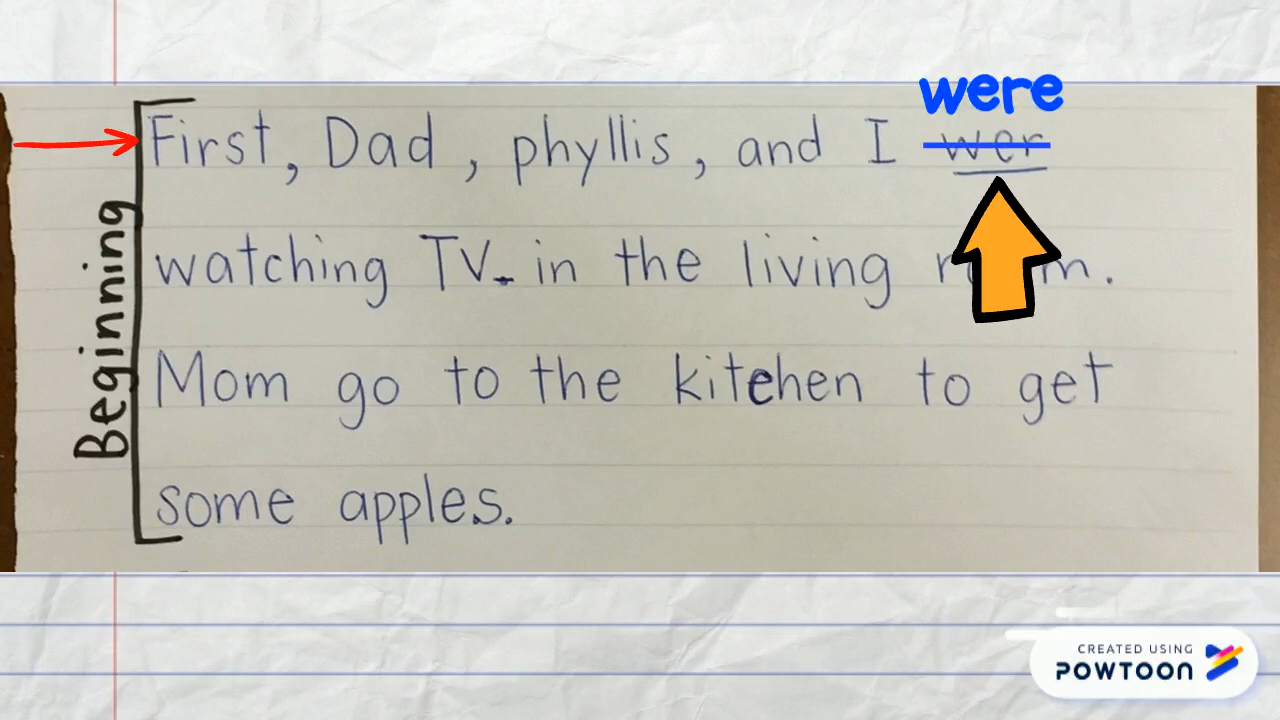 were
First, Dad, phyllis, and I wer
watching TV. in the living
Mom go to the kitchen to get
some apples.
Beginning
CREATED USING
POWTOON